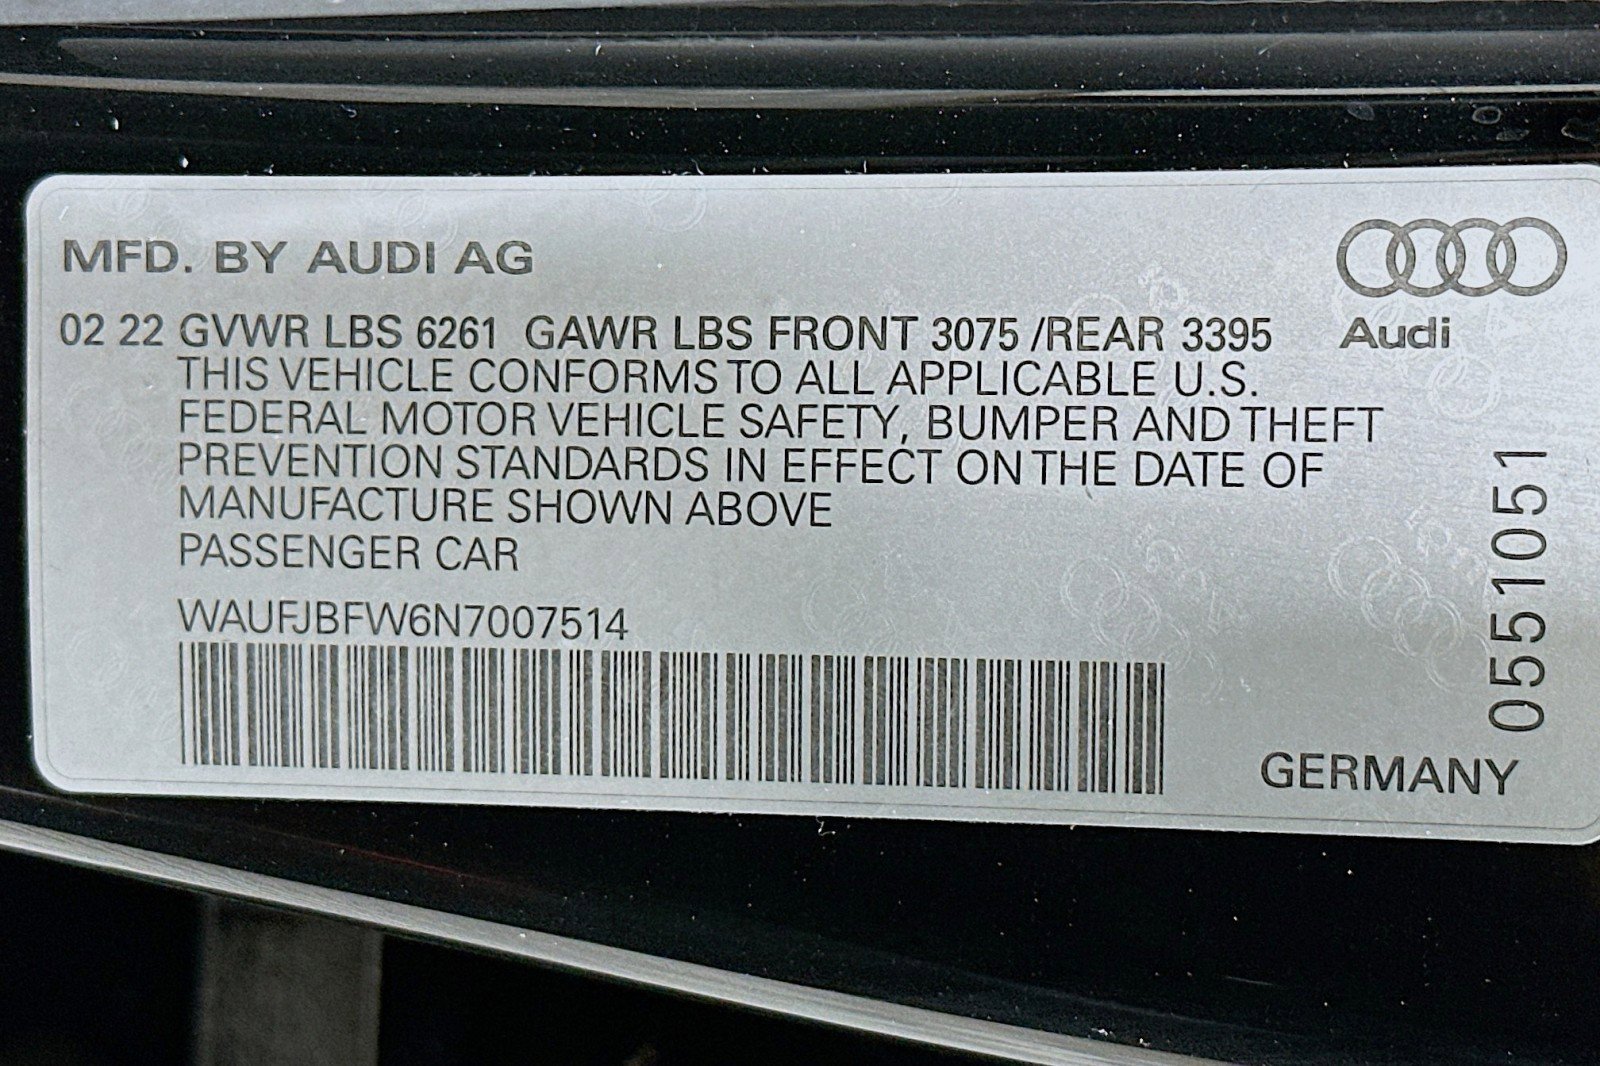 MFD. BY AUDI AG
02 22 GVWR LBS 6261 GAWR LBS FRONT 3075 /REAR 3395
Audi
THIS VEHICLE CONFORMS TO ALL APPLICABLE U.S.
FEDERAL MOTOR VEHICLE SAFETY, BUMPER AND THEFT
PREVENTION STANDARDS IN EFFECT ON THE DATE OF
MANUFACTURE SHOWN ABOVE
PASSENGER CAR
WAUFJBFW6N7007514
0551051
GERMANY